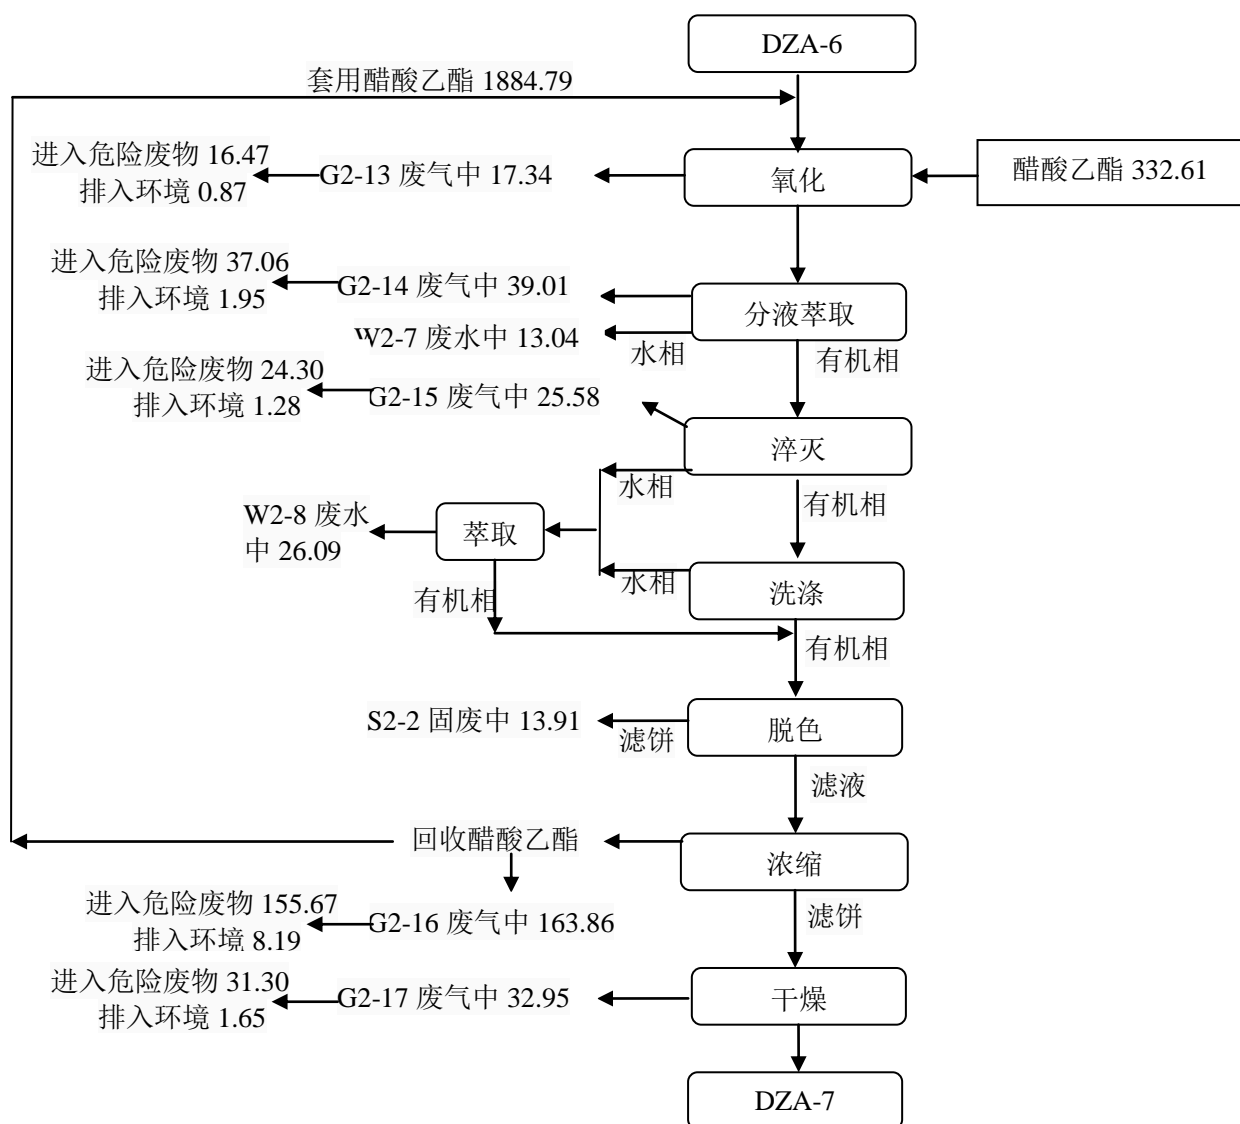 DZA-6
套用醋酸乙酯 1884.79
进入危险废物 16.47
排入环境 0.87
G2-13 废气中 17.34
氧化
醋酸乙酯 332.61
进入危险废物 37.06
排入环境 1.95
G2-14 废气中 39.01
分液萃取
W2-7 废水中 13.04
水相
有机相
进入危险废物 24.30
排入环境 1.28
G2-15 废气中 25.58
淬灭
水相
有机相
W2-8 废水
中 26.09
萃取
水相
洗涤
有机相
有机相
S2-2 固废中 13.91
滤饼
脱色
滤液
回收醋酸乙酯
浓缩
进入危险废物 155.67
排入环境 8.19
G2-16 废气中 163.86
滤饼
进入危险废物 31.30
排入环境 1.65
G2-17 废气中 32.95
干燥
DZA-7